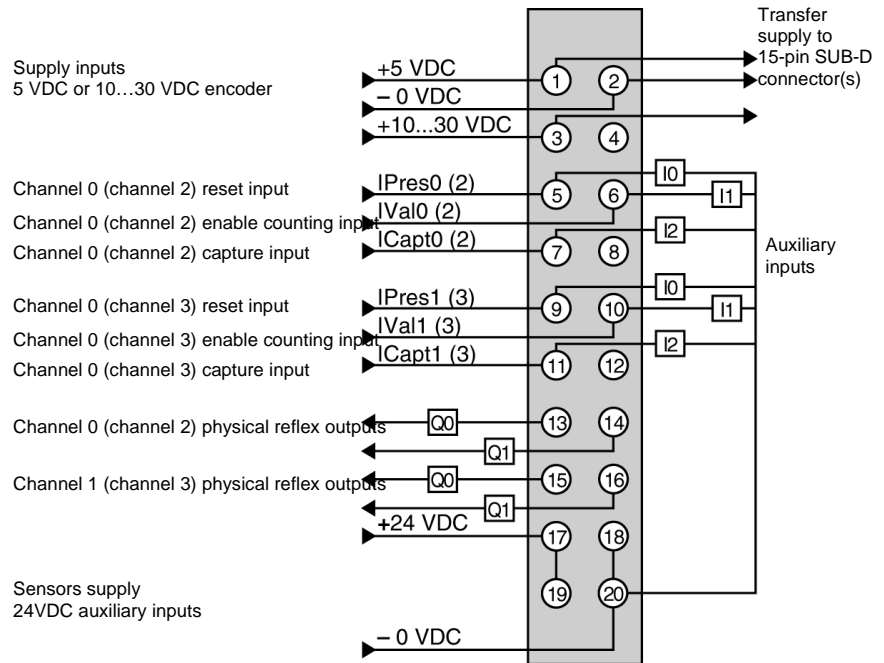 Transfer
supply to
15-pin SUB-D
connector(s)
Supply inputs
5 VDC or 10...30 VDC encoder
+5 VDC
1
2
– 0 VDC
+10...30 VDC
3
4
Channel 0 (channel 2) reset input
IPres0 (2)
5
6
I0
I1
Channel 0 (channel 2) enable counting input
IVal0 (2)
Channel 0 (channel 2) capture input
ICapt0 (2)
7
8
I2
Auxiliary
inputs
Channel 0 (channel 3) reset input
IPres1 (3)
9
10
I0
I1
Channel 0 (channel 3) enable counting input
IVal1 (3)
Channel 0 (channel 3) capture input
ICapt1 (3)
11
12
I2
Channel 0 (channel 2) physical reflex outputs
Q0
13
14
Q1
Channel 1 (channel 3) physical reflex outputs
Q0
15
16
Q1
+24 VDC
17
18
Sensors supply
24VDC auxiliary inputs
19
20
– 0 VDC